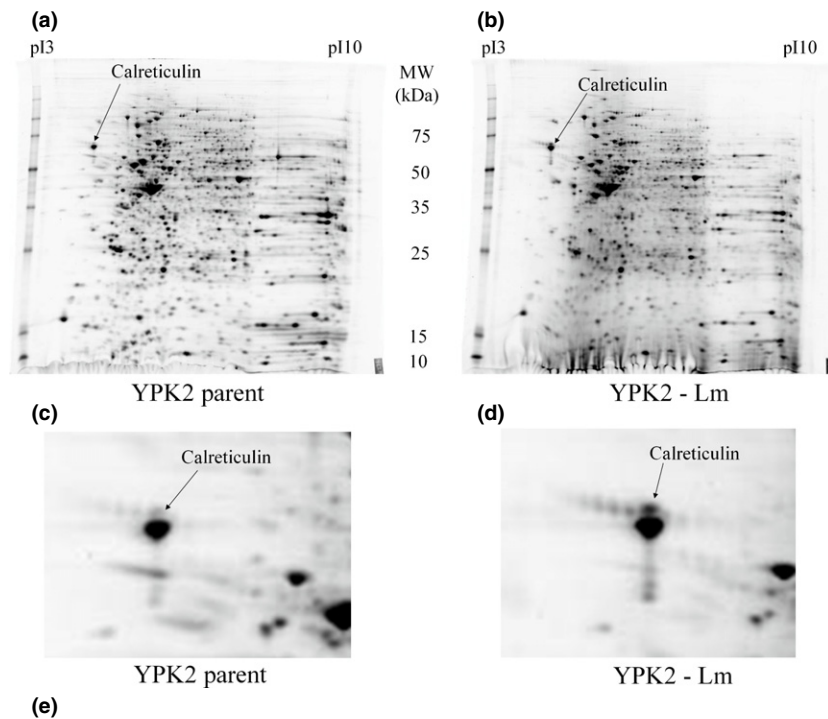 (a)
(b)
pI3
pI10
MW
(kDa)
pI3
pI10
Calreticulin
Calreticulin
75
50
35
25
15
10
YPK2 parent
YPK2 - Lm
(c)
(d)
Calreticulin
Calreticulin
YPK2 parent
YPK2 - Lm
(e)